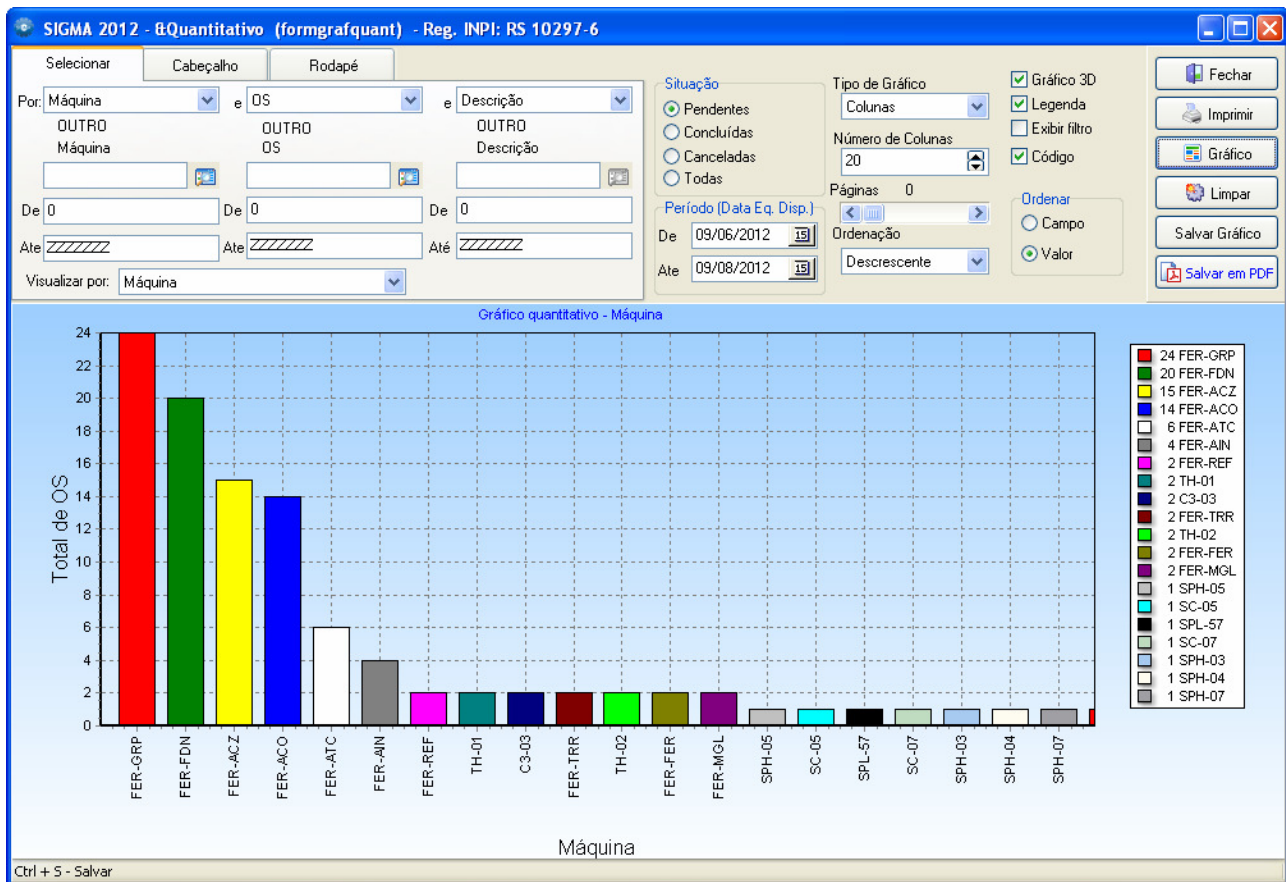 SIGMA 2012 - &Quantitativo (formgrafquant) - Reg. INPI: RS 10297-6
Selecionar Cabeçalho Rodapé
Por: Máquina e OS e Descrição
OUTRO OUTRO OUTRO
Máquina OS Descrição
De 0 De 0 De 0
Ate ZZZZZZZ Ate ZZZZZZZ Até ZZZZZZZ
Visualizar por: Máquina
Situação
Pendentes
Concluídas
Canceladas
Todas
Período (Data Eq. Disp.)
De 09/06/2012 15
Ate 09/08/2012 15
Tipo de Gráfico
Colunas
Número de Colunas
20
Páginas 0
Ordenação
Descrescente
Gráfico 3D
Legenda
Exibir filtro
Código
Ordenar
Campo
Valor
Fechar
Imprimir
Gráfico
Limpar
Salvar Gráfico
Salvar em PDF
Gráfico quantitativo - Máquina
Total de OS
24
22
20
18
16
14
12
10
8
6
4
2
0
FER-GRP
FER-FDN
FER-ACZ
FER-ACO
FER-ATC
FER-AIN
FER-REF
TH-01
C3-03
FER-TRR
TH-02
FER-FER
FER-MGL
SPH-05
SC-05
SPL-57
SC-07
SPH-03
SPH-04
SPH-07
Máquina
24 FER-GRP
20 FER-FDN
15 FER-ACZ
14 FER-ACO
6 FER-ATC
4 FER-AIN
2 FER-REF
2 TH-01
2 C3-03
2 FER-TRR
2 TH-02
2 FER-FER
2 FER-MGL
1 SPH-05
1 SC-05
1 SPL-57
1 SC-07
1 SPH-03
1 SPH-04
1 SPH-07
Ctrl + S - Salvar